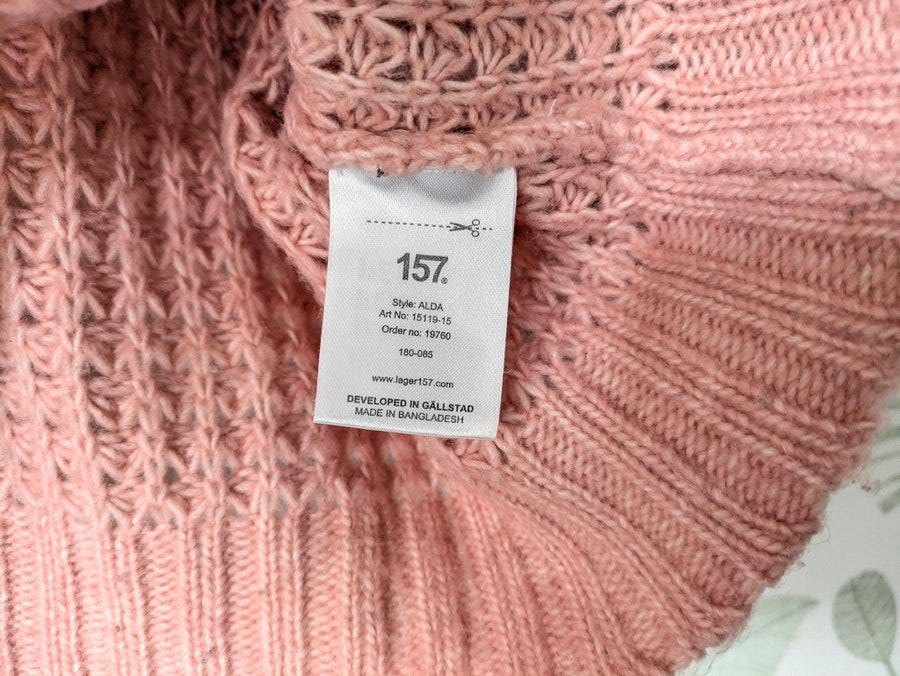 157.
Style: ALDA
Art No: 15119-15
Order no: 19760
180-085
www.lager157.com
DEVELOPED IN GÄLLSTAD
MADE IN BANGLADESH